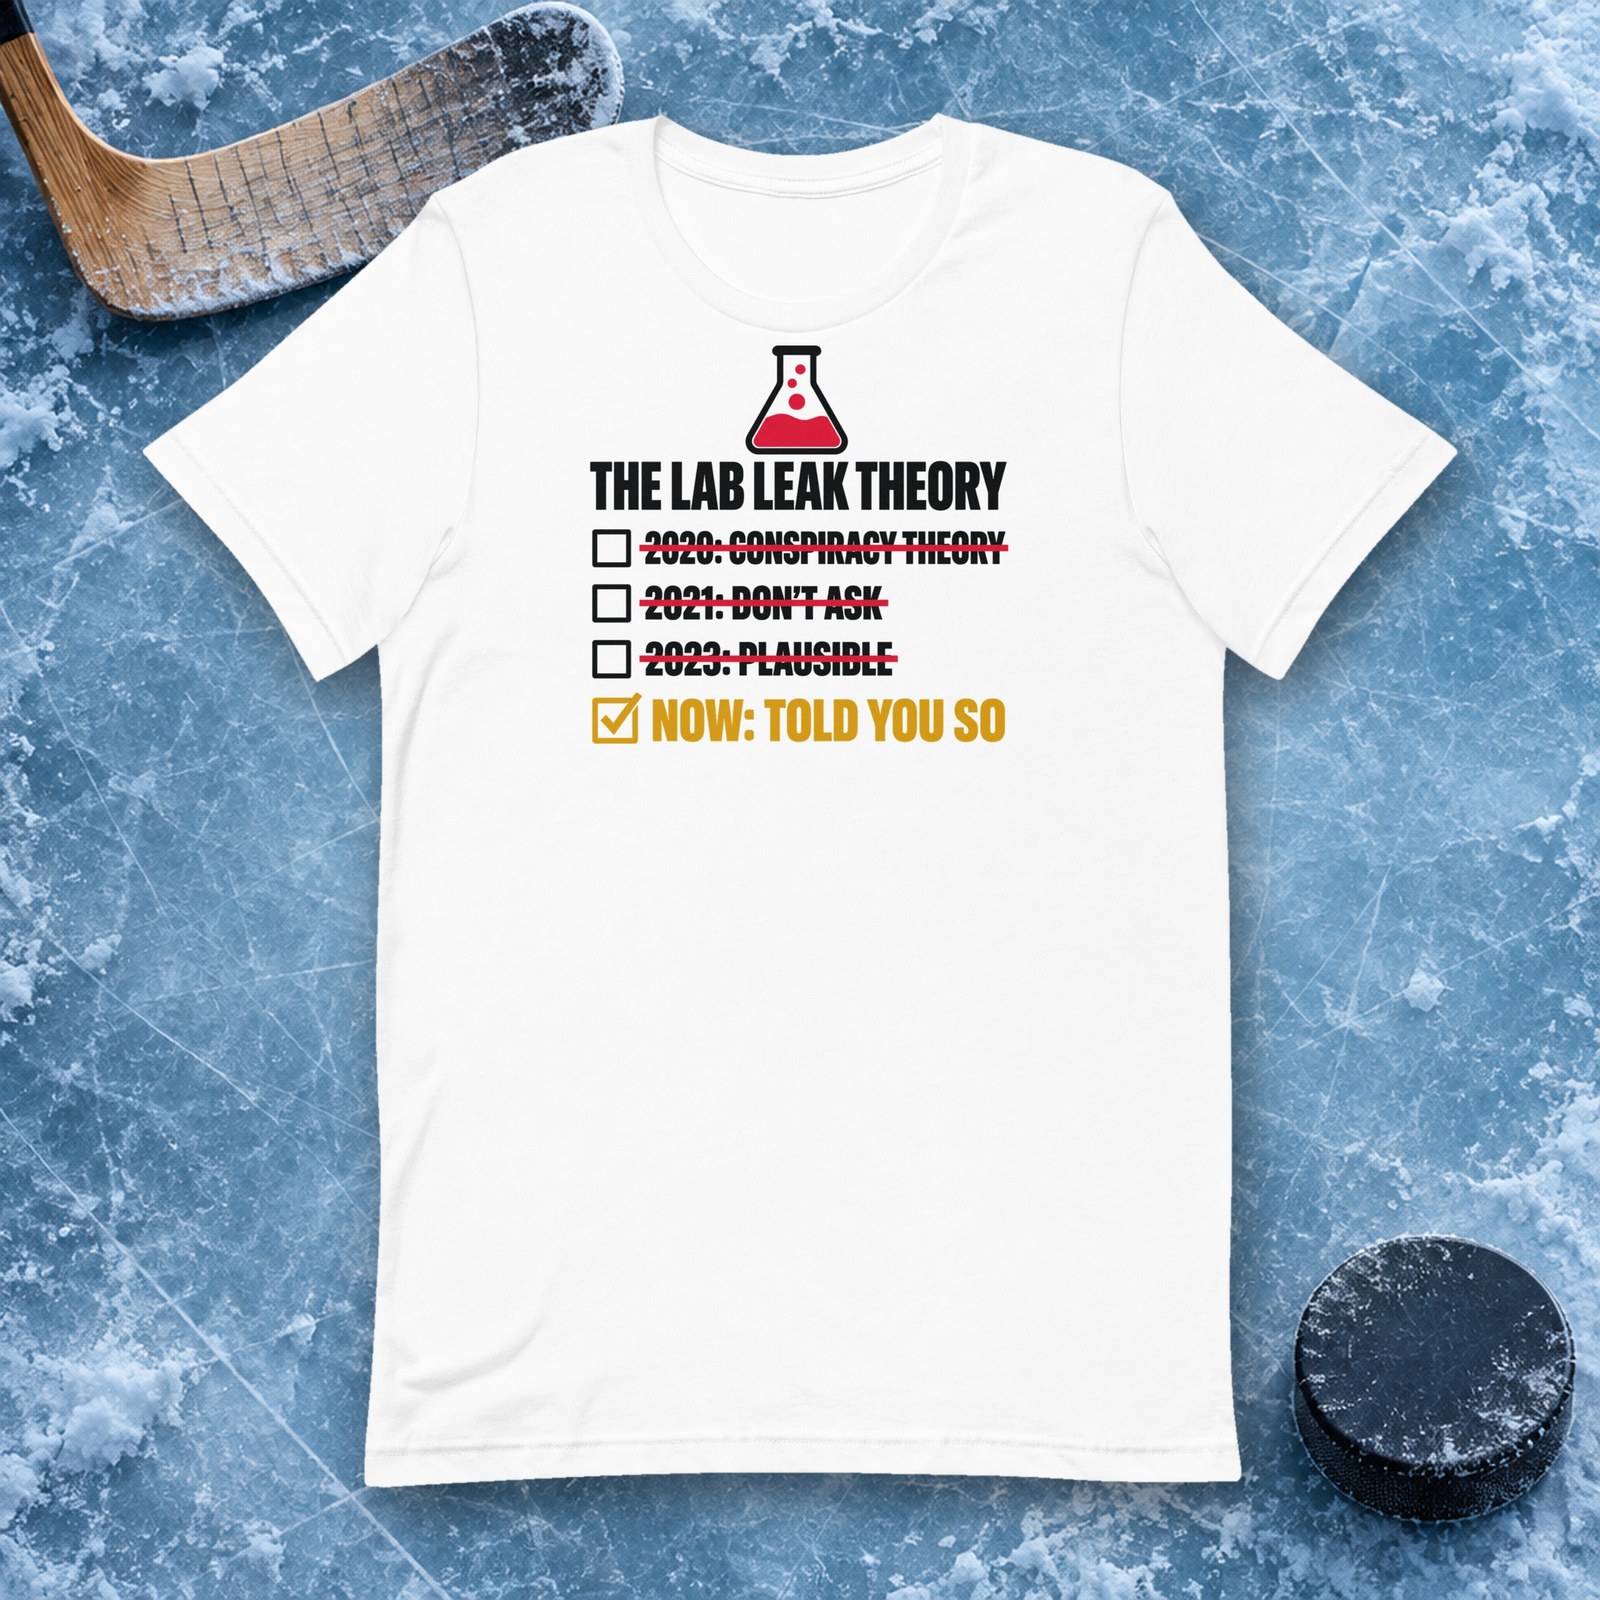 THE LAB LEAK THEORY
2020: CONSPIRACY THEORY
2021: DON'T ASK
2023: PLAUSIBLE
NOW: TOLD YOU SO